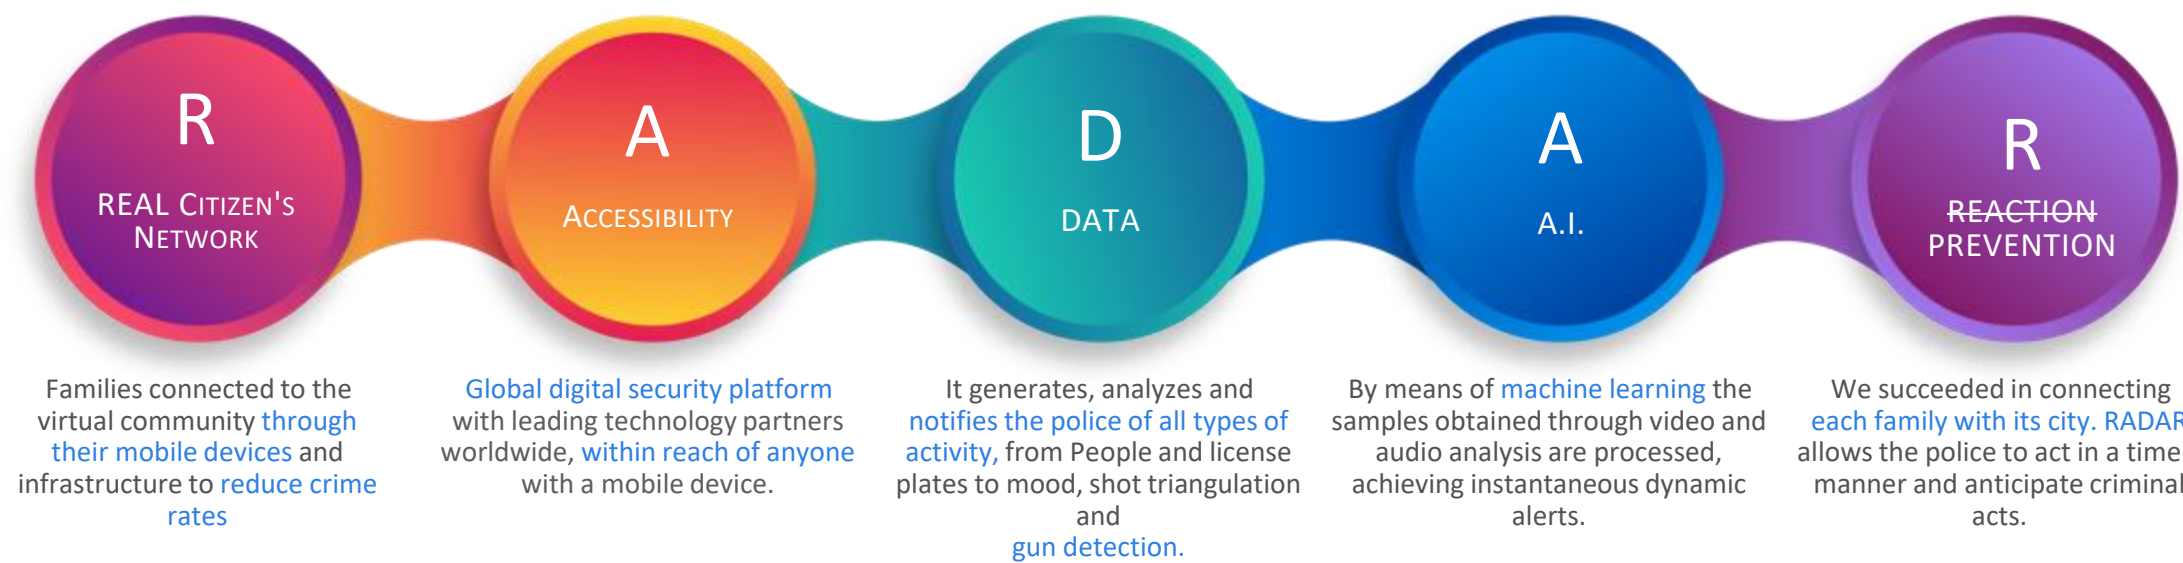 R
REAL CITIZEN'S
NETWORK
Families connected to the
virtual community through
their mobile devices and
infrastructure to reduce crime
rates
A
ACCESSIBILITY
Global digital security platform
with leading technology partners
worldwide, within reach of anyone
with a mobile device.
D
DATA
It generates, analyzes and
notifies the police of all types of
activity, from People and license
plates to mood, shot triangulation
and
gun detection.
A
A.I.
By means of machine learning the
samples obtained through video and
audio analysis are processed,
achieving instantaneous dynamic
alerts.
R
REACTION
PREVENTION
We succeeded in connecting
each family with its city. RADAR
allows the police to act in a time
manner and anticipate criminal
acts.